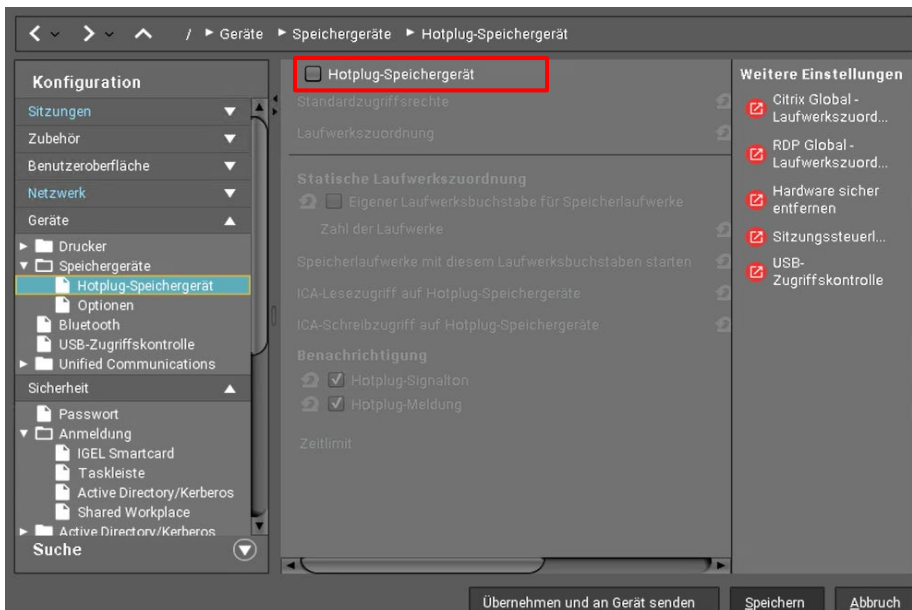 / Geräte Speichergeräte Hotplug-Speichergerät
Konfiguration
Sitzungen
Zubehör
Benutzeroberfläche
Netzwerk
Geräte
Drucker
Speichergeräte
Hotplug-Speichergerät
Optionen
Bluetooth
USB-Zugriffskontrolle
Unified Communications
Sicherheit
Passwort
Anmeldung
IGEL Smartcard
Taskleiste
Active Directory/Kerberos
Shared Workplace
Active Directory/Kerberos
Suche
Hotplug-Speichergerät
Standardzugriffsrechte
Laufwerkszuordnung
Statische Laufwerkszuordnung
Eigener Laufwerksbuchstabe für Speicherlaufwerke
Zahl der Laufwerke
Speicherlaufwerke mit diesem Laufwerksbuchstaben starten
ICA-Lesezugriff auf Hotplug-Speichergeräte
ICA-Schreibzugriff auf Hotplug-Speichergeräte
Benachrichtigung
Hotplug-Signalton
Hotplug-Meldung
Zeitlimit
Weitere Einstellungen
Citrix Global -
Laufwerkszuord...
RDP Global -
Laufwerkszuord...
Hardware sicher
entfernen
Sitzungssteuerl...
USB-
Zugriffskontrolle
Übernehmen und an Gerät senden
Speichern
Abbruch